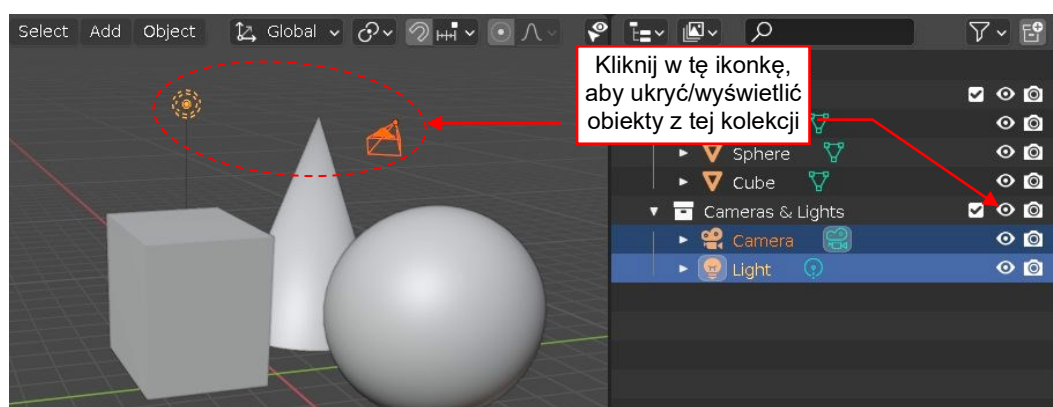 Select Add Object Global
Kliknij w tę ikonkę,
aby ukryć/wyświetlić
obiekty z tej kolekcji
Sphere
Cube
Cameras & Lights
Camera
Light